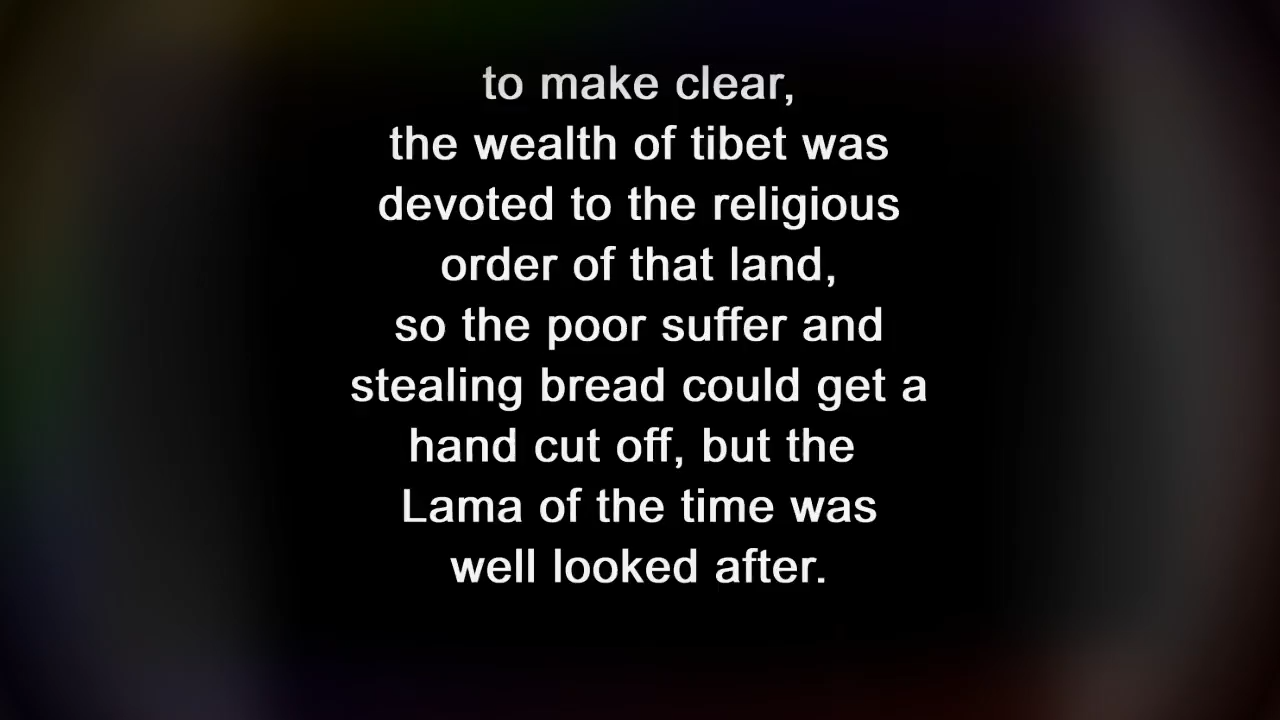 to make clear,
the wealth of tibet was
devoted to the religious
order of that land,
so the poor suffer and
stealing bread could get a
hand cut off, but the
Lama of the time was
well looked after.